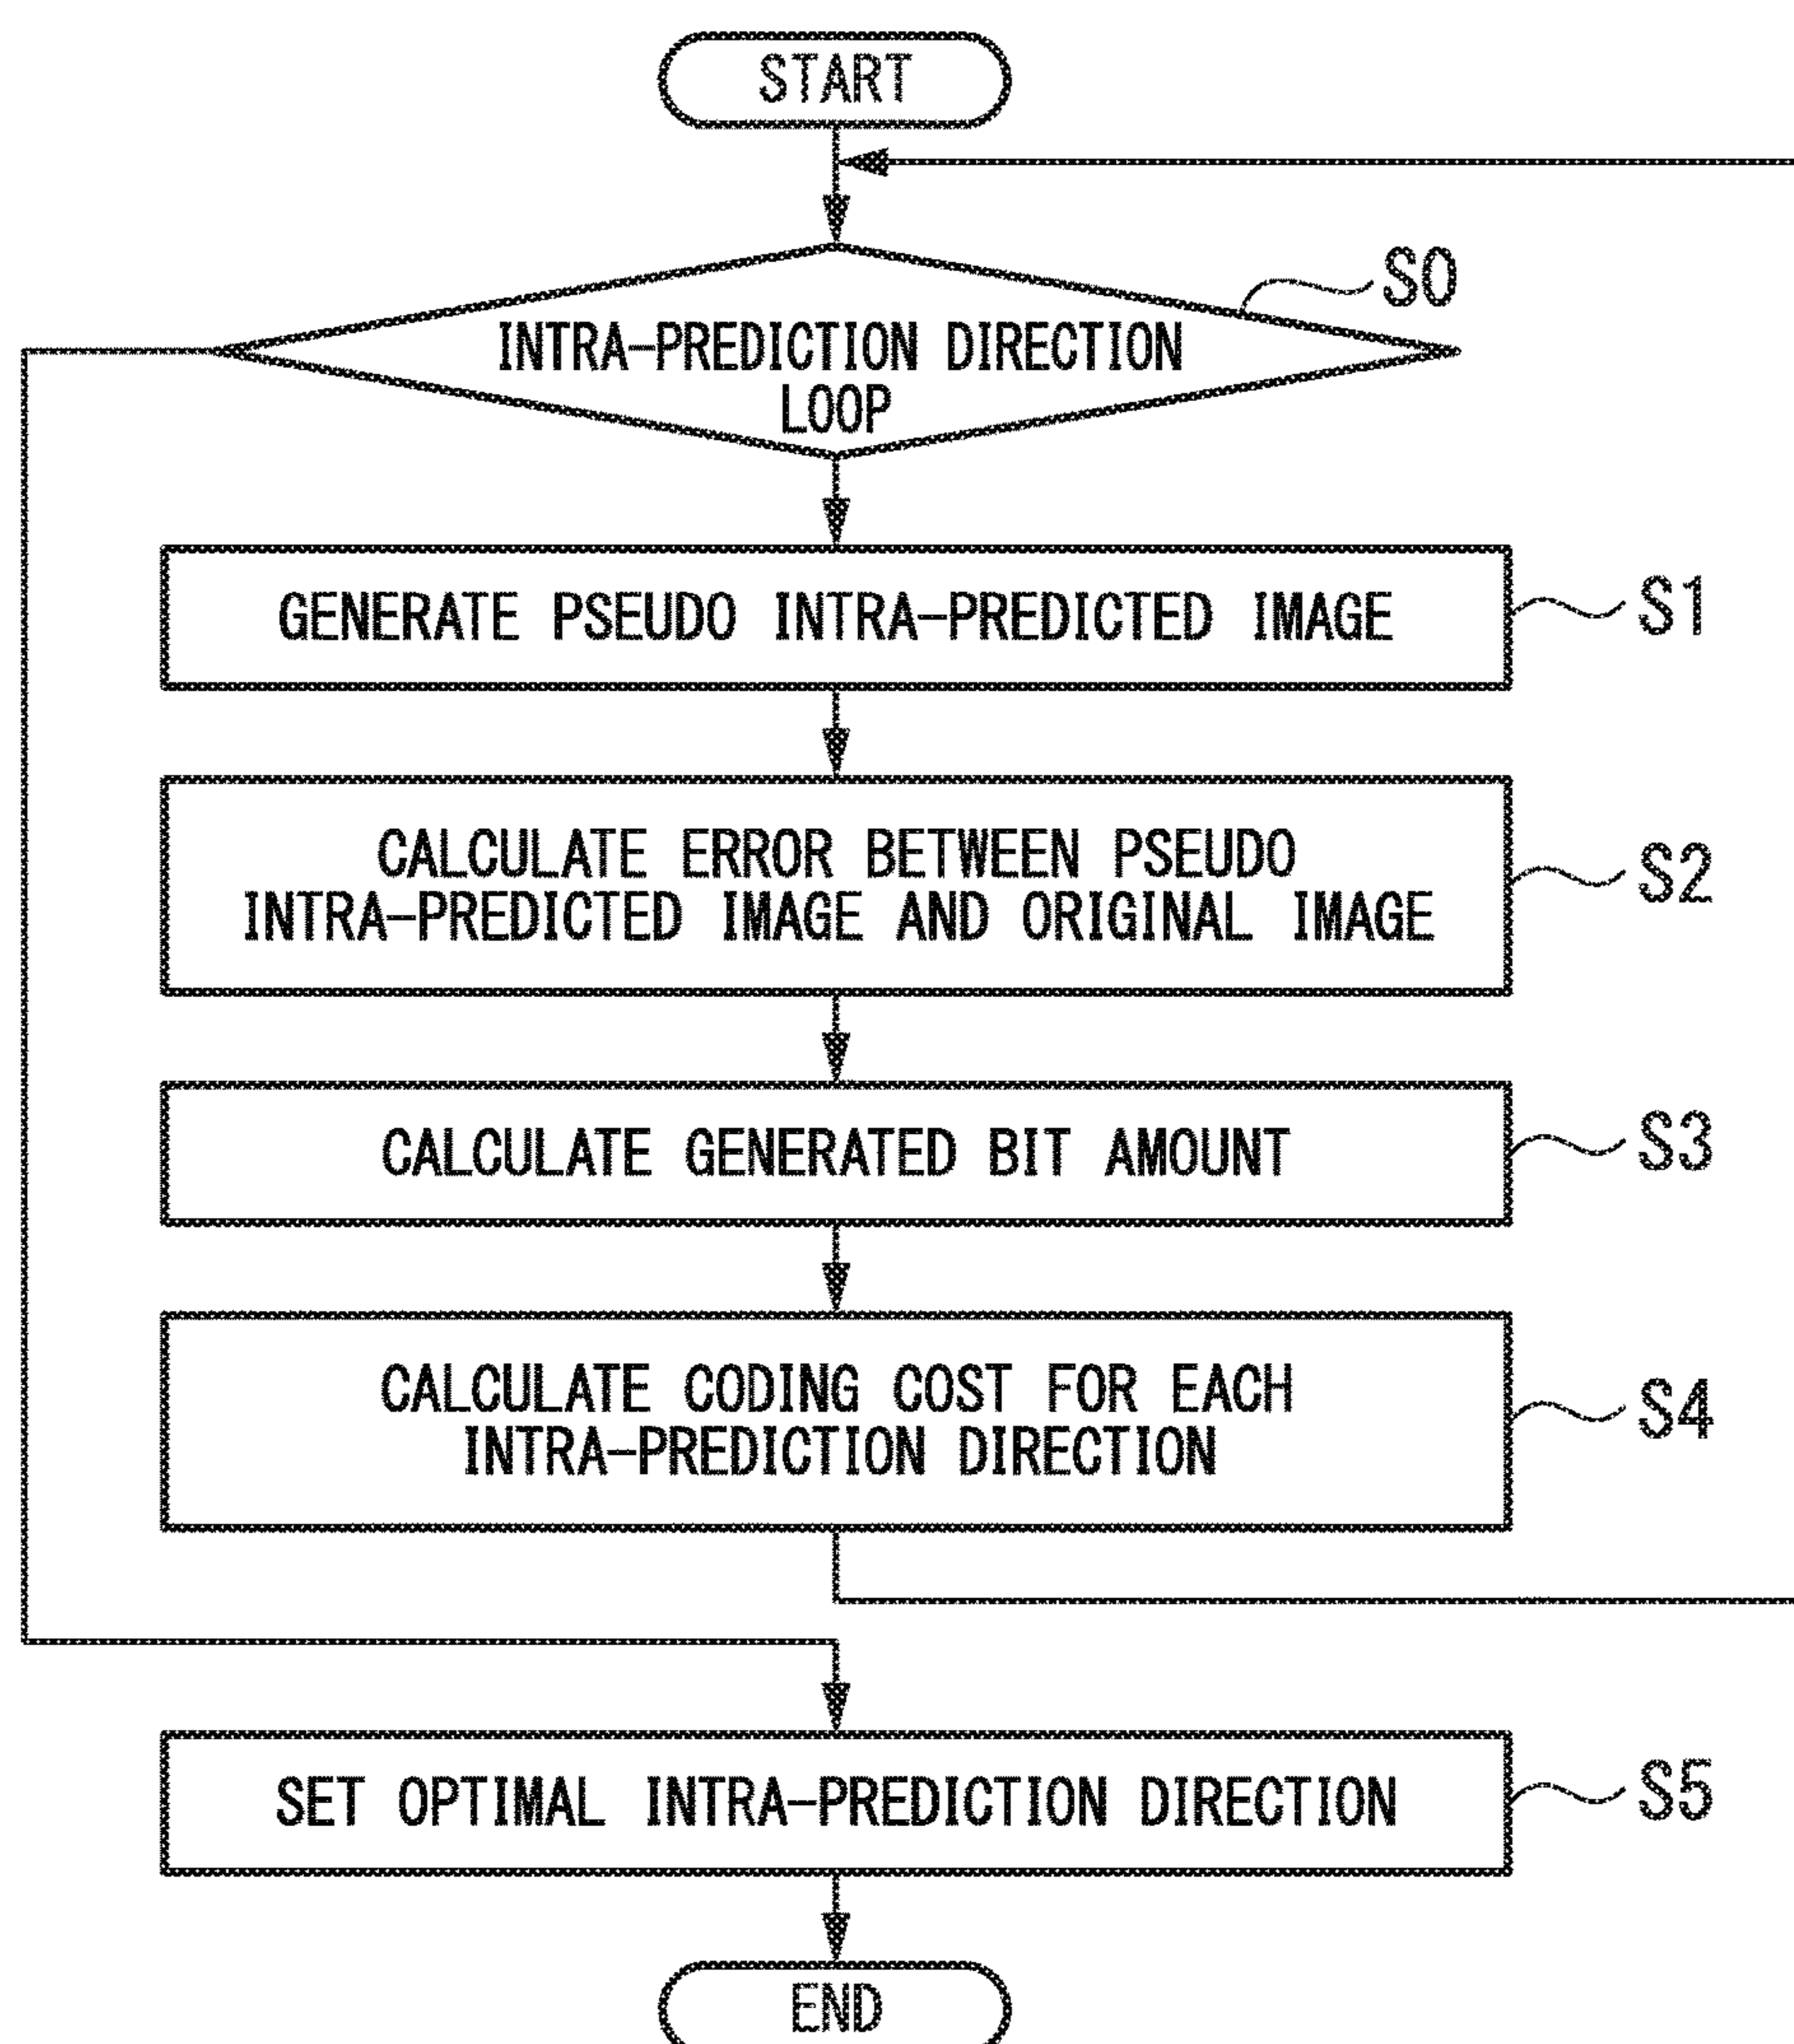 START
S0
INTRA-PREDICTION DIRECTION
LOOP
GENERATE PSEUDO INTRA-PREDICTED IMAGE
S1
CALCULATE ERROR BETWEEN PSEUDO
INTRA-PREDICTED IMAGE AND ORIGINAL IMAGE
S2
CALCULATE GENERATED BIT AMOUNT
S3
CALCULATE CODING COST FOR EACH
INTRA-PREDICTION DIRECTION
S4
SET OPTIMAL INTRA-PREDICTION DIRECTION
S5
END